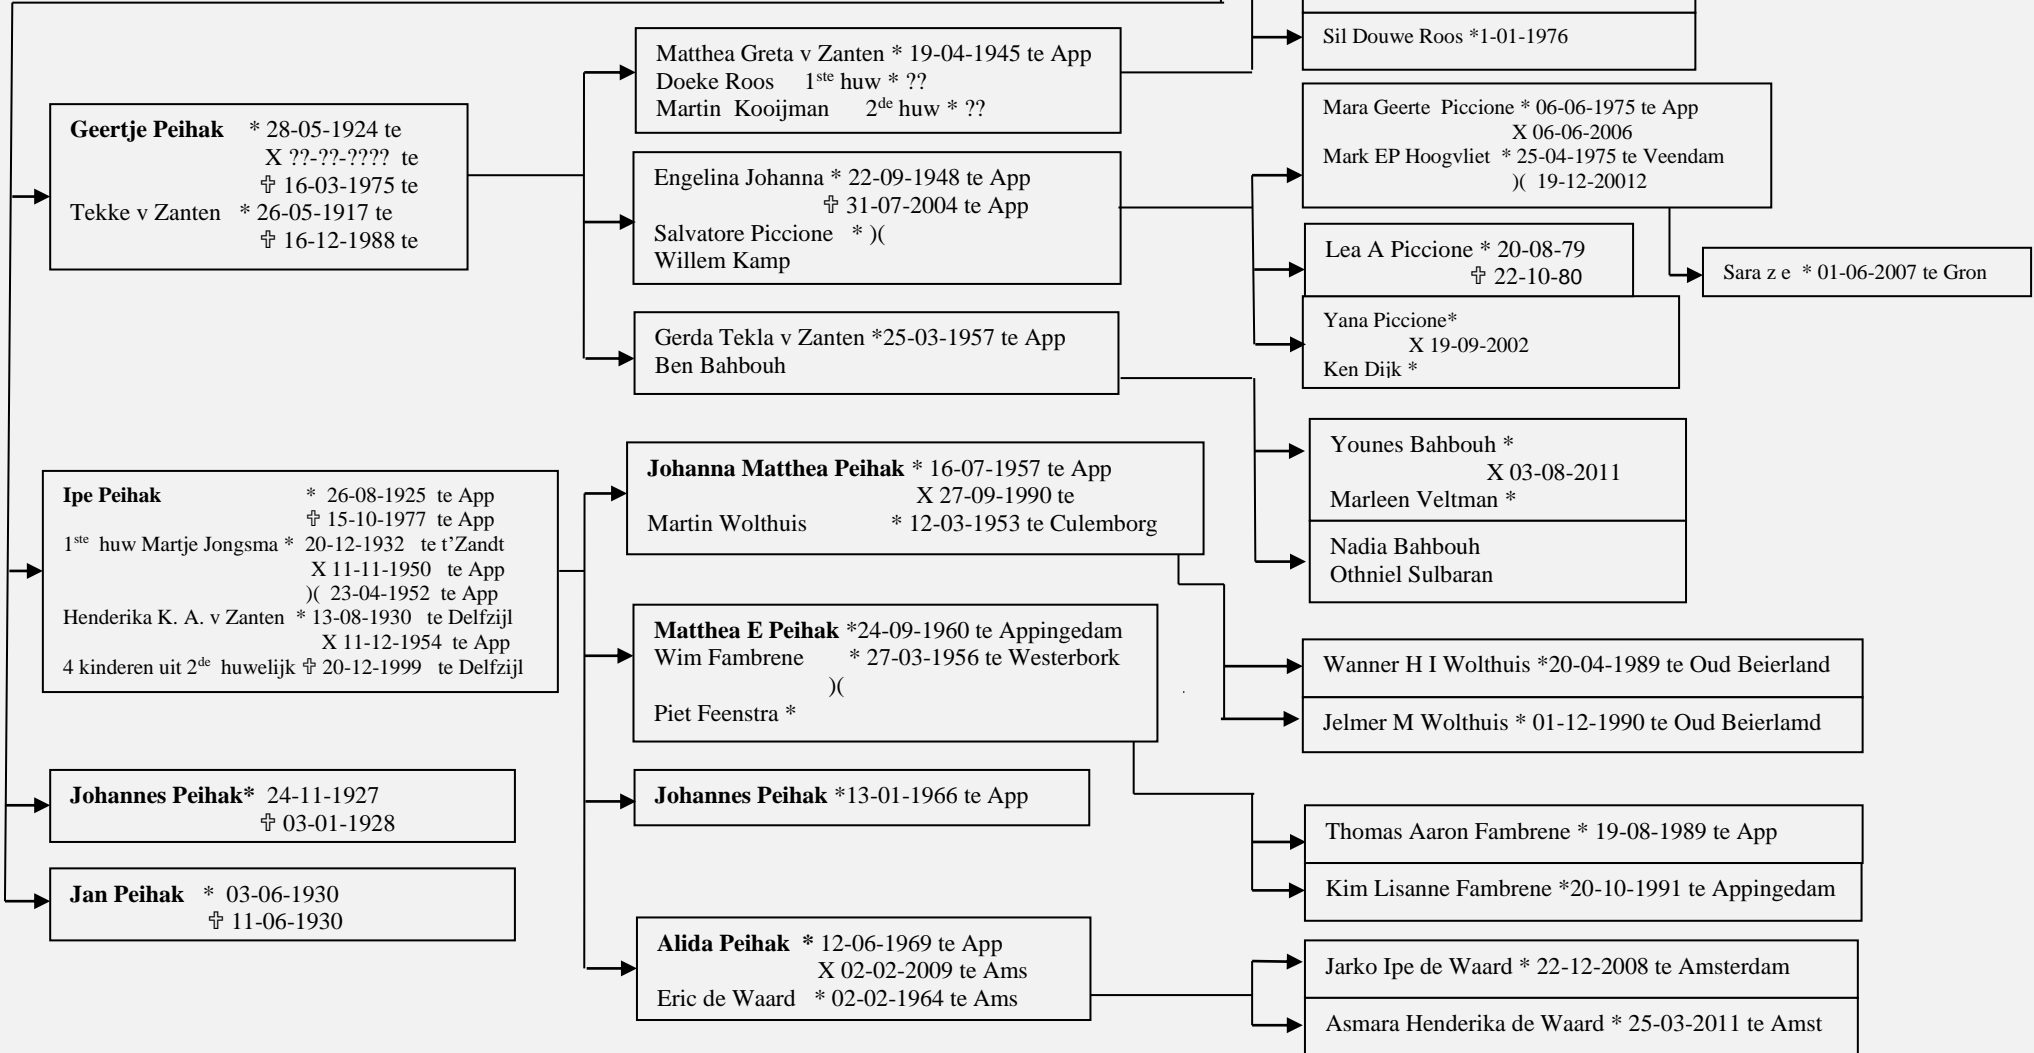 Sil Douwe Roos *1-01-1976
Matthea Greta v Zanten * 19-04-1945 te App
Doeke Roos 1ste huw * ??
Martin Kooijman 2de huw * ??
Mara Geerte Piccione * 06-06-1975 te App
X 06-06-2006
Mark EP Hoogvliet * 25-04-1975 te Veendam
)( 19-12-20012
Geertje Peihak * 28-05-1924 te
X ??-??-???? te
✞ 16-03-1975 te
Tekke v Zanten * 26-05-1917 te
✞ 16-12-1988 te
Engelina Johanna * 22-09-1948 te App
✞ 31-07-2004 te App
Salvatore Piccione * )(
Willem Kamp
Lea A Piccione * 20-08-79
✞ 22-10-80
Sara z e * 01-06-2007 te Gron
Yana Piccione*
X 19-09-2002
Ken Dijk *
Gerda Tekla v Zanten *25-03-1957 te App
Ben Bahbouh
Younes Bahbouh *
X 03-08-2011
Marleen Veltman *
Nadia Bahbouh
Othniel Sulbaran
Ipe Peihak * 26-08-1925 te App
✞ 15-10-1977 te App
1ste huw Martje Jongsma * 20-12-1932 te t’Zandt
X 11-11-1950 te App
)( 23-04-1952 te App
Henderika K. A. v Zanten * 13-08-1930 te Delfzijl
X 11-12-1954 te App
4 kinderen uit 2de huwelijk ✞ 20-12-1999 te Delfzijl
Johanna Matthea Peihak * 16-07-1957 te App
X 27-09-1990 te
Martin Wolthuis * 12-03-1953 te Culemborg
Matthea E Peihak *24-09-1960 te Appingedam
Wim Fambrene * 27-03-1956 te Westerbork
)(
Piet Feenstra *
Wanner H I Wolthuis *20-04-1989 te Oud Beierland
Jelmer M Wolthuis * 01-12-1990 te Oud Beierlamd
Johannes Peihak* 24-11-1927
✞ 03-01-1928
Johannes Peihak *13-01-1966 te App
Thomas Aaron Fambrene * 19-08-1989 te App
Kim Lisanne Fambrene *20-10-1991 te Appingedam
Jan Peihak * 03-06-1930
✞ 11-06-1930
Alida Peihak * 12-06-1969 te App
X 02-02-2009 te Ams
Eric de Waard * 02-02-1964 te Ams
Jarko Ipe de Waard * 22-12-2008 te Amsterdam
Asmara Henderika de Waard * 25-03-2011 te Amst